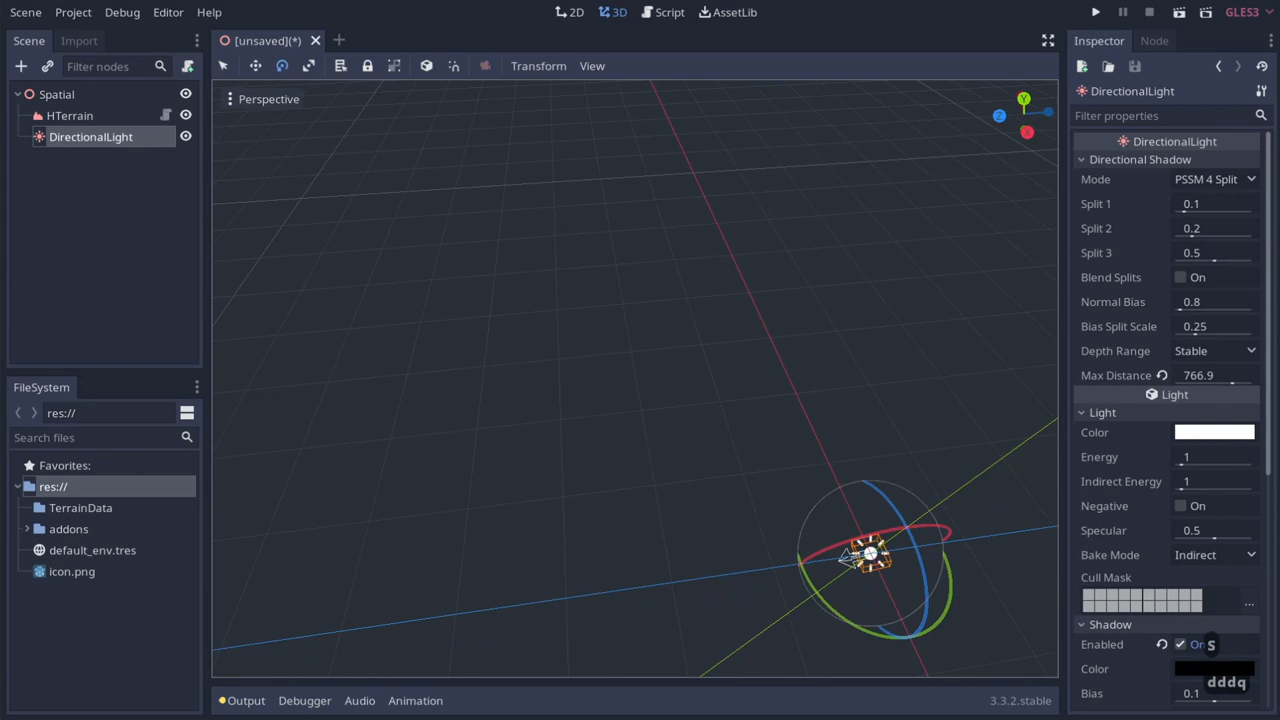 Scene Project Debug Editor Help 2D 3D Script AssetLib GLES3
Scene Import
Filter nodes
Spatial
HTerrain
DirectionalLight
FileSystem
res://
Search files
Favorites:
res://
TerrainData
addons
default_env.tres
icon.png
[unsaved](*)
Transform View
Perspective
Y
Z
X
Output Debugger Audio Animation 3.3.2.stable
Inspector Node
DirectionalLight
Filter properties
DirectionalLight
Directional Shadow
Mode PSSM 4 Split
Split 1 0.1
Split 2 0.2
Split 3 0.5
Blend Splits On
Normal Bias 0.8
Bias Split Scale 0.25
Depth Range Stable
Max Distance 766.9
Light
Light
Color
Energy 1
Indirect Energy 1
Negative On
Specular 0.5
Bake Mode Indirect
Cull Mask
...
Shadow
Enabled On
S
Color
dddq
Bias 0.1